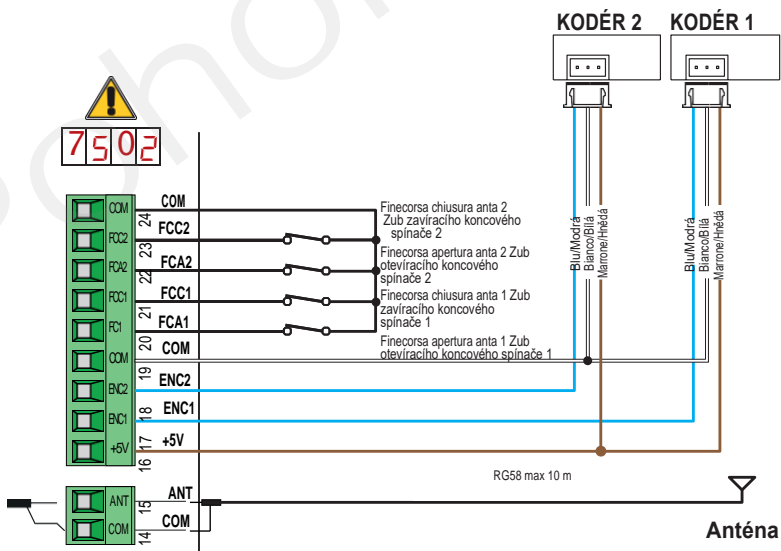 KODÉR 2
KODÉR 1
Pohon
7502
COM
COM
24
FCC2
FCC2
23
FCA2
FCA2
22
FCC1
FCC1
21
FC1
FCA1
20
COM
COM
19
ENC2
ENC2
18
ENC1
ENC1
17
+5V
+5V
16
ANT
ANT
15
COM
COM
14
Finecorsa chiusura anta 2
Zub zavíracího koncového
spínače 2
Finecorsa apertura anta 2 Zub
otevíracího koncového
spínače 2
Finecorsa chiusura anta 1 Zub
zavíracího koncového
spínače 1
Finecorsa apertura anta 1 Zub
otevíracího koncového spínače 1
Blu/Modrá
Bianco/Bílá
Marrone/Hnědá
Blu/Modrá
Bianco/Bílá
Marrone/Hnědá
RG58 max 10 m
Anténa